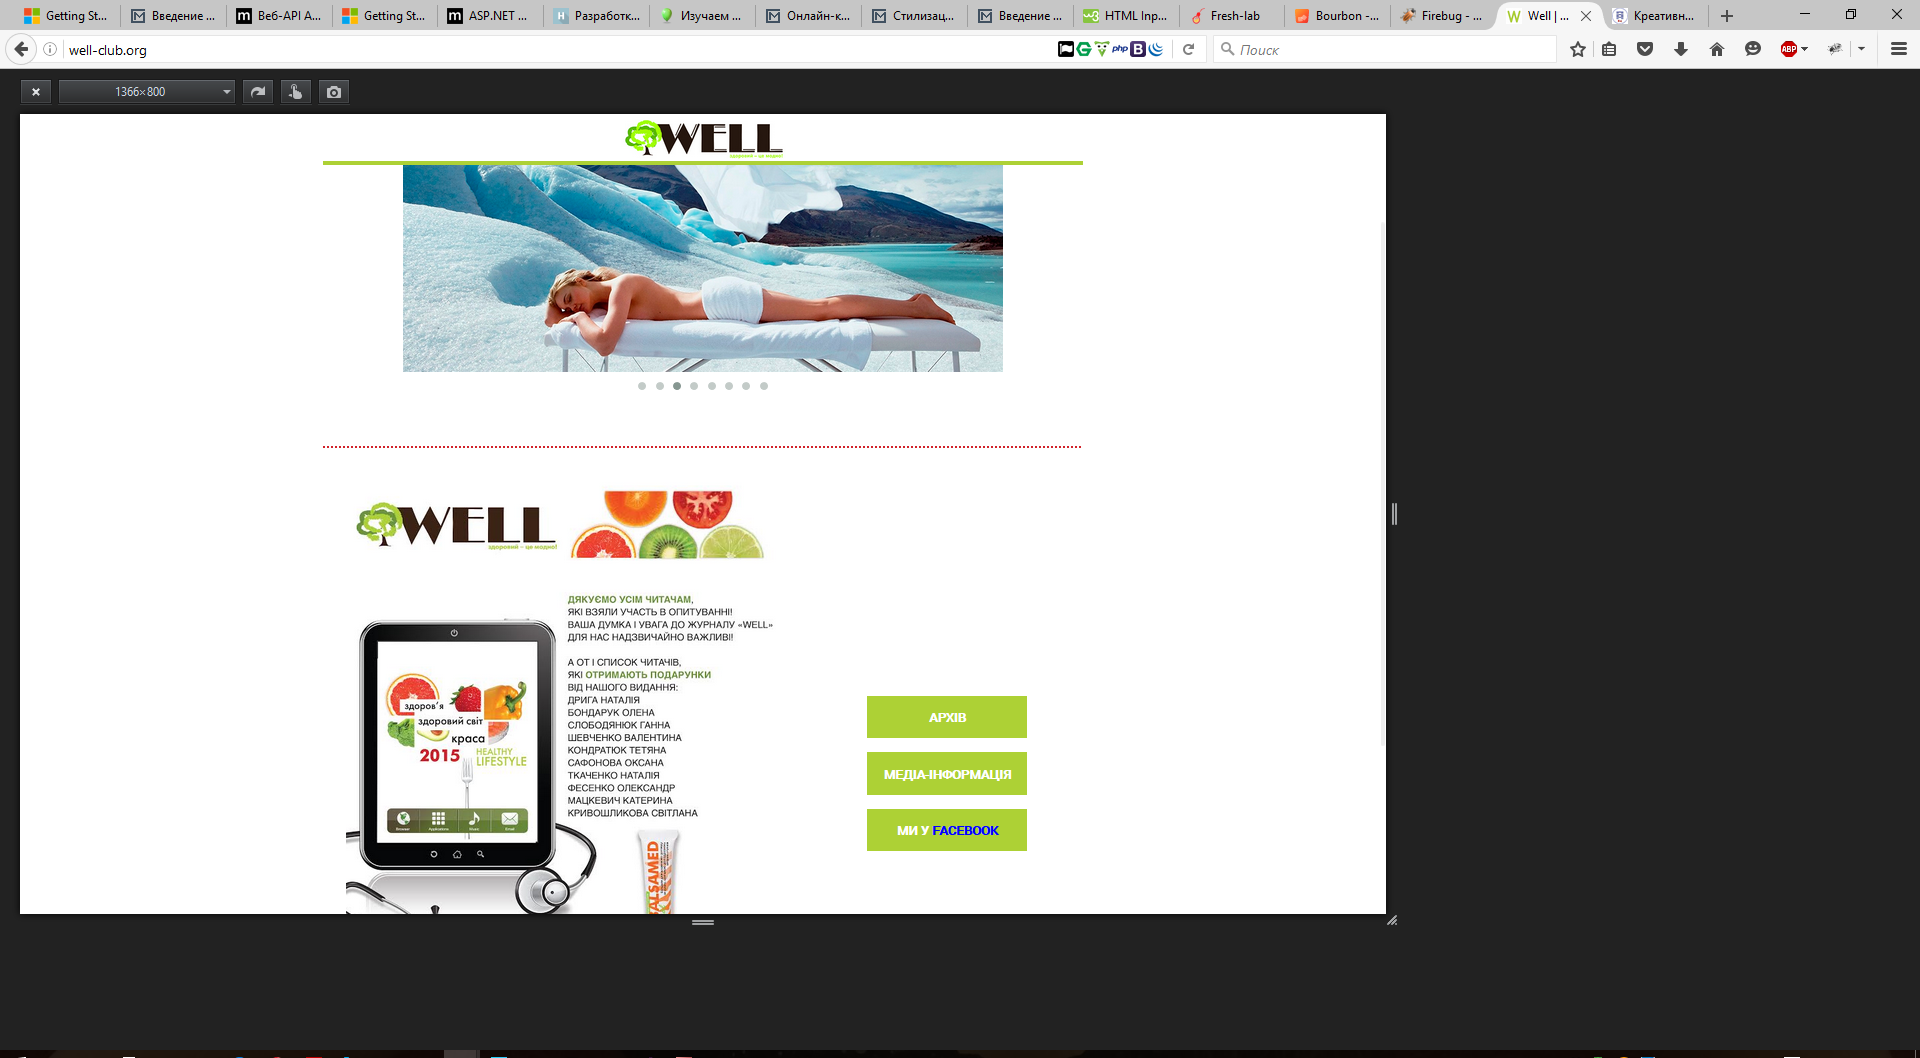 Getting St...
Введение ...
Веб-API А...
Getting St...
ASP.NET ...
Разработк...
Изучаем ...
Онлайн-к...
Стилизац...
Введение ...
HTML Inp...
Fresh-lab
Bourbon -...
Firebug - ...
Well | ...
Креативн...
well-club.org
php
Поиск
ABP
1366×800
WELL
здоровий – це модно!
WELL
здоровий – це модно!
ДЯКУЄМО УСІМ ЧИТАЧАМ,
ЯКІ ВЗЯЛИ УЧАСТЬ В ОПИТУВАННІ!
ВАША ДУМКА І УВАГА ДО ЖУРНАЛУ «WELL»
ДЛЯ НАС НАДЗВИЧАЙНО ВАЖЛИВІ!
А ОТ І СПИСОК ЧИТАЧІВ,
ЯКІ ОТРИМАЮТЬ ПОДАРУНКИ
ВІД НАШОГО ВИДАННЯ:
ДРИГА НАТАЛІЯ
БОНДАРУК ОЛЕНА
СЛОБОДЯНЮК ГАННА
ШЕВЧЕНКО ВАЛЕНТИНА
КОНДРАТЮК ТЕТЯНА
САФОНОВА ОКСАНА
ТКАЧЕНКО НАТАЛІЯ
ФЕСЕНКО ОЛЕКСАНДР
МАЦКЕВИЧ КАТЕРИНА
КРИВОШЛИКОВА СВІТЛАНА
здоров'я
здоровий світ
краса
2015
HEALTHY
LIFESTYLE
BALSAMED
АРХІВ
МЕДІА-ІНФОРМАЦІЯ
МИ У FACEBOOK